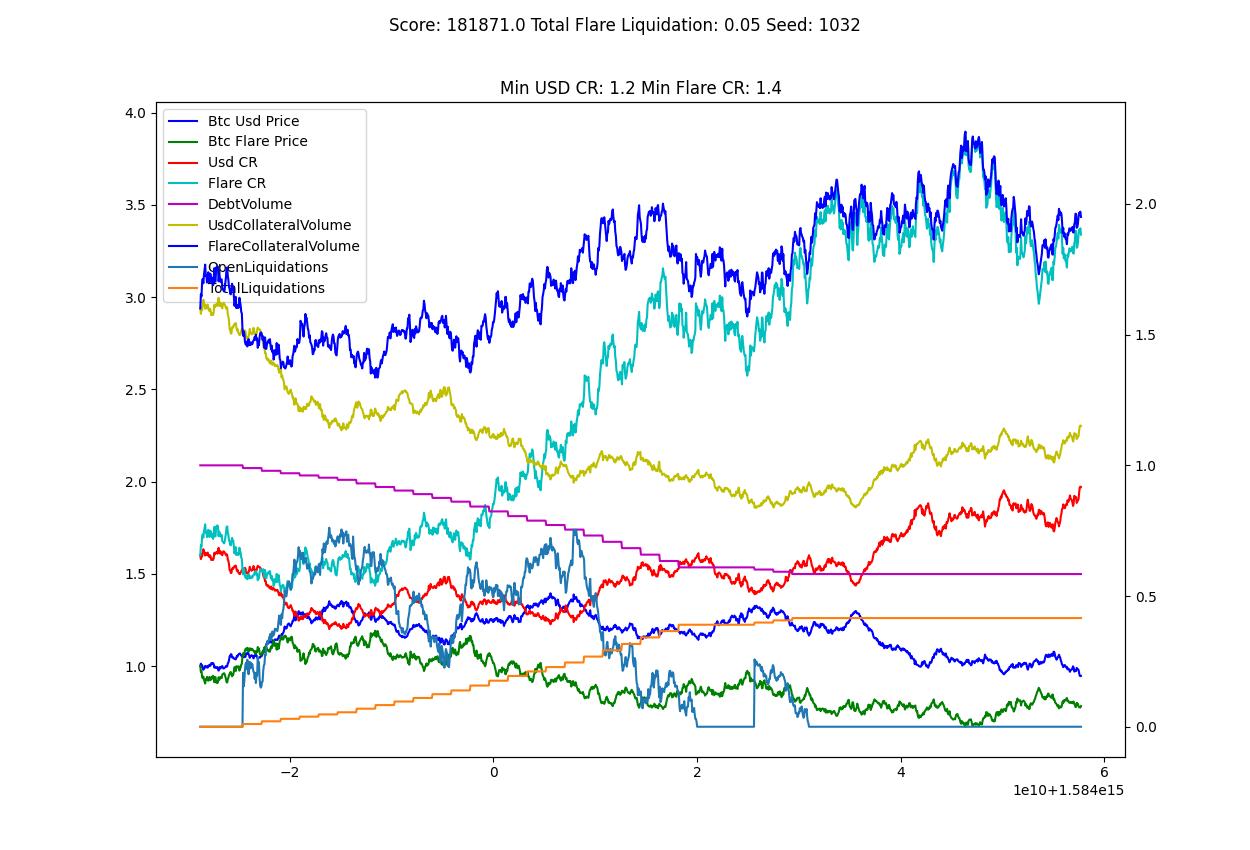 Score: 181871.0 Total Flare Liquidation: 0.05 Seed: 1032
Min USD CR: 1.2 Min Flare CR: 1.4
Btc Usd Price
Btc Flare Price
Usd CR
Flare CR
DebtVolume
UsdCollateralVolume
FlareCollateralVolume
OpenLiquidations
TotalLiquidations
4.0
3.5
3.0
2.5
2.0
1.5
1.0
2.0
1.5
1.0
0.5
0.0
−2
0
2
4
6
1e10+1.584e15